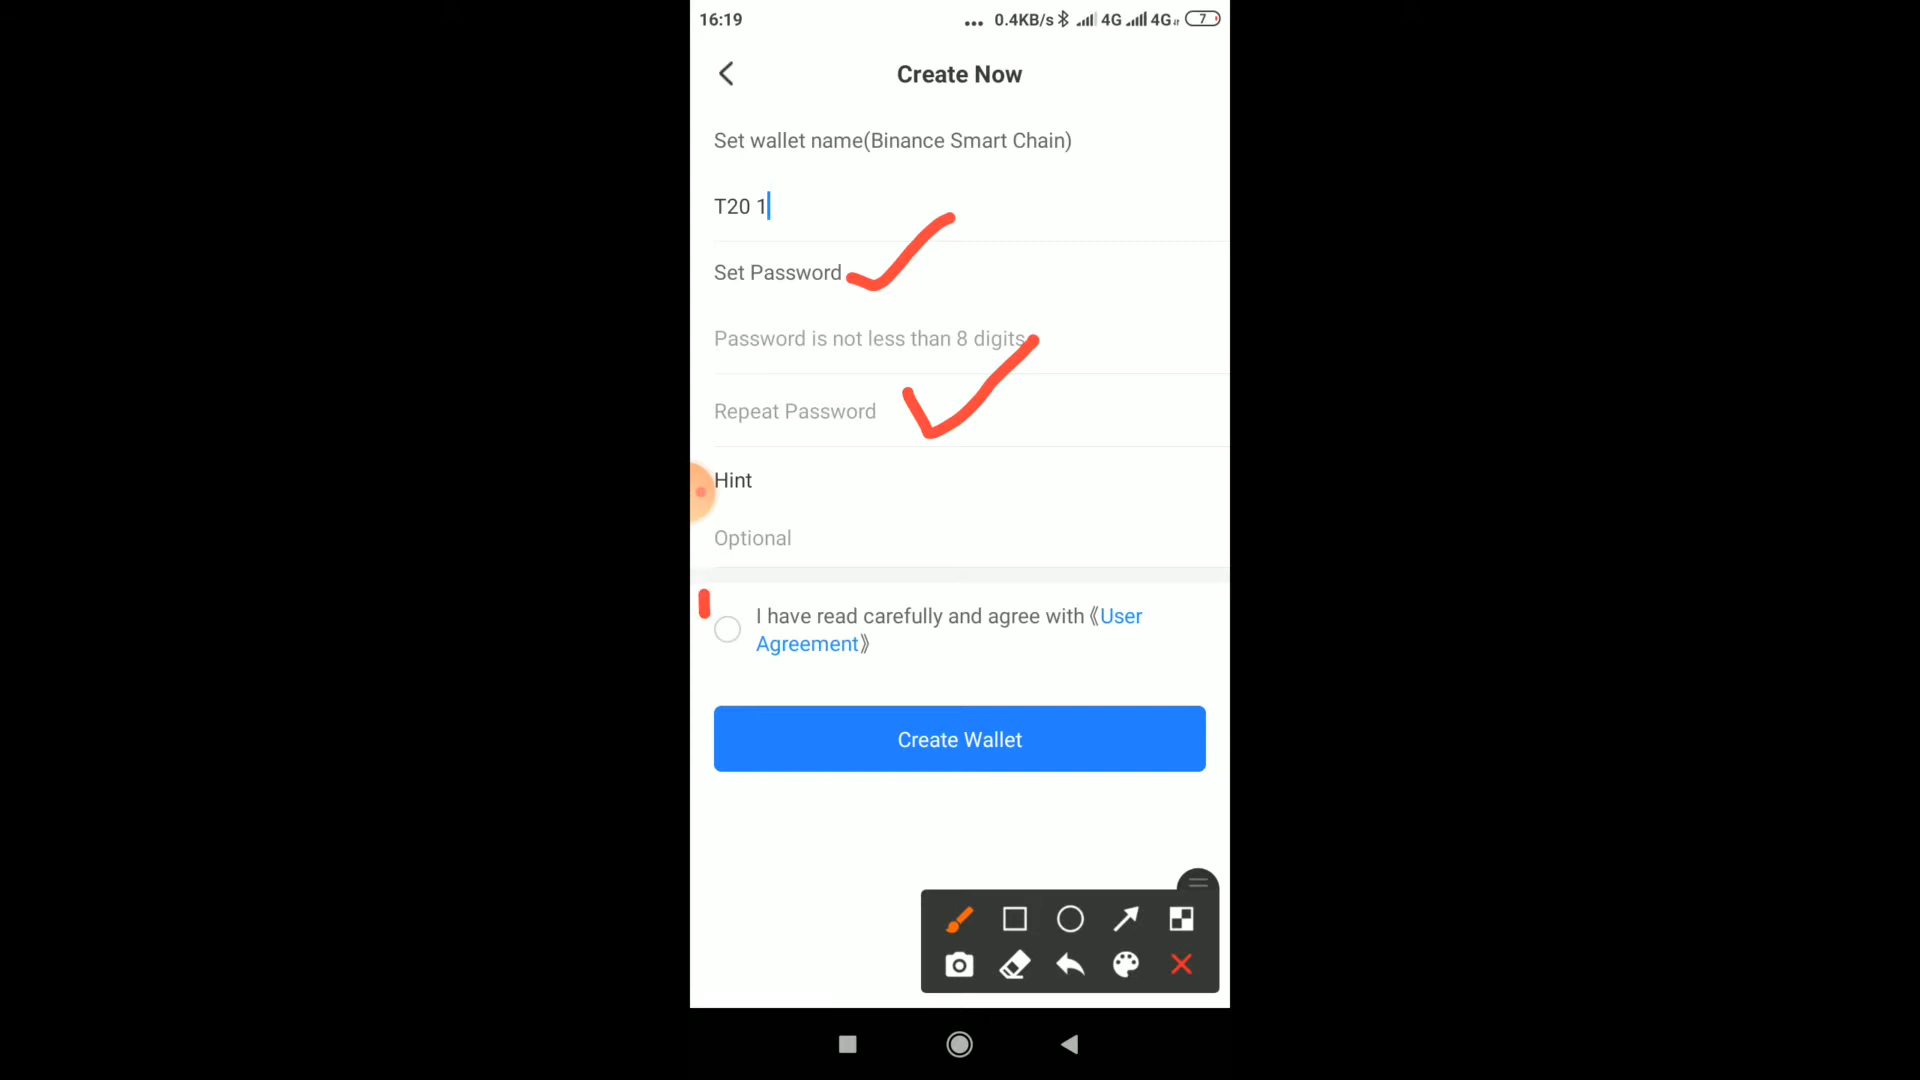 16:19
... 0.4KB/s 4G 4G 7
Create Now
Set wallet name(Binance Smart Chain)
T20 1
Set Password
Password is not less than 8 digits
Repeat Password
Hint
Optional
I have read carefully and agree with《User
Agreement》
Create Wallet